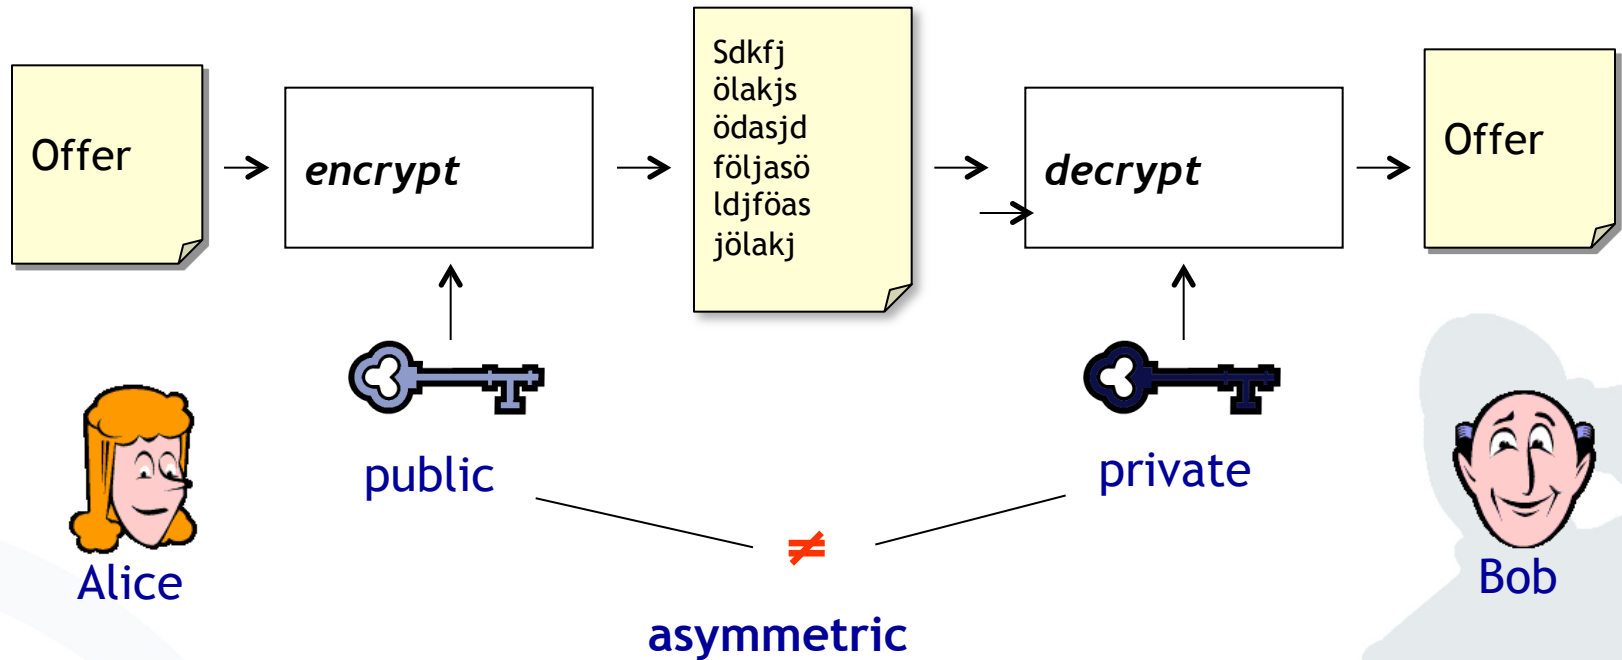 Offer
encrypt
Sdkfj
ölakjs
ödasjd
följasö
ldjföas
jölakj
decrypt
Offer
public
private
≠
Alice
Bob
asymmetric